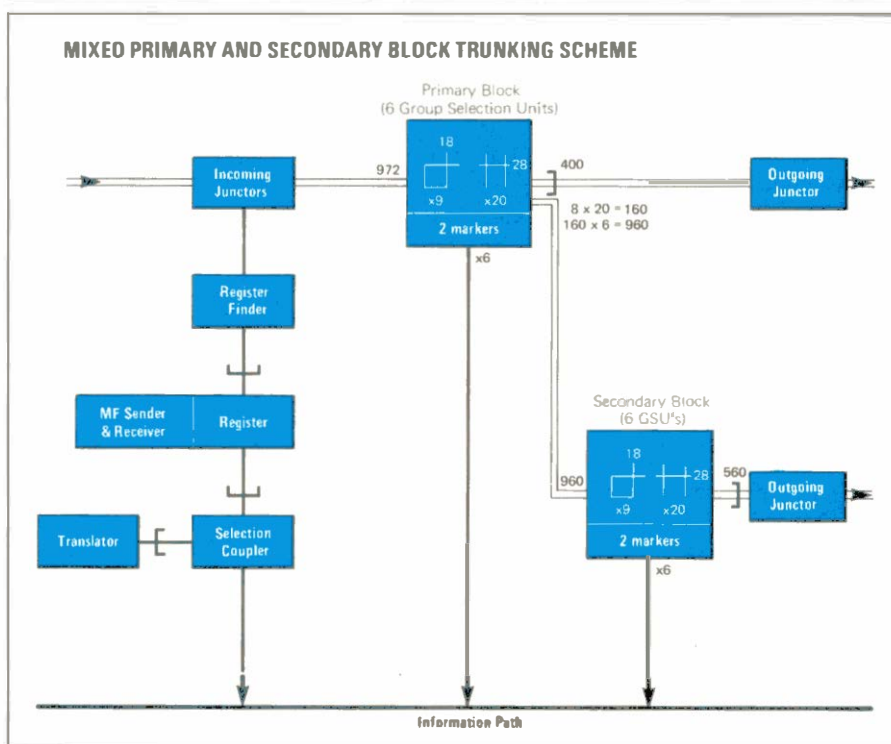 MIXED PRIMARY AND SECONDARY BLOCK TRUNKING SCHEME
Primary Block
(6 Group Selection Units)
18
28
x9
x20
2 markers
x6
Incoming
Junctors
972
400
Outgoing
Junctor
8 x 20 = 160
160 x 6 = 960
Register
Finder
MF Sender
& Receiver
Register
Translator
Selection
Coupler
Secondary Block
(6 GSU's)
18
28
x9
x20
2 markers
x6
960
560
Outgoing
Junctor
Information Path